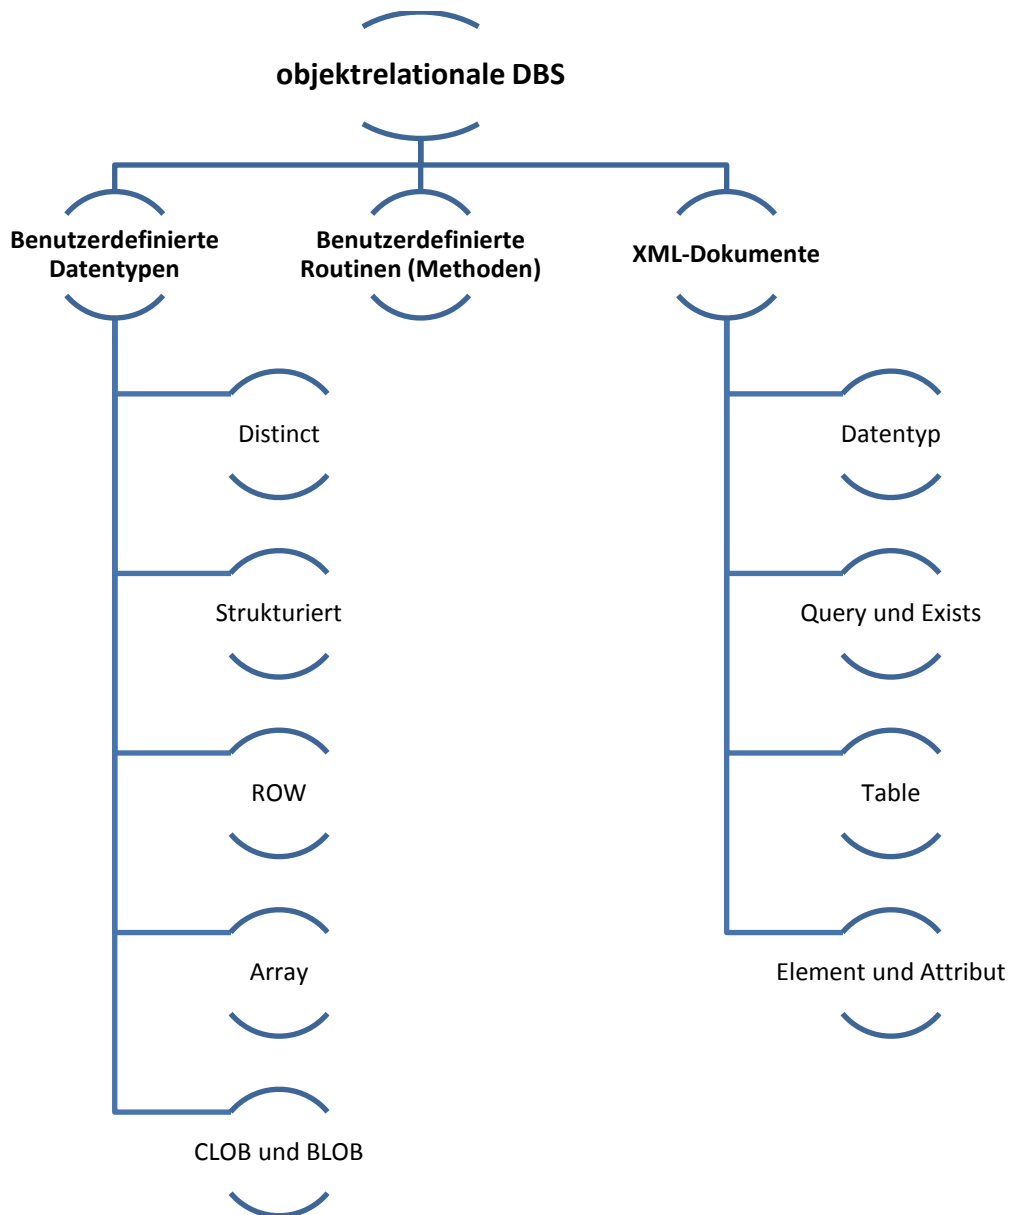 objektrelationale DBS
Benutzerdefinierte
Datentypen
Benutzerdefinierte
Routinen (Methoden)
XML-Dokumente
Distinct
Strukturiert
ROW
Array
CLOB und BLOB
Datentyp
Query und Exists
Table
Element und Attribut